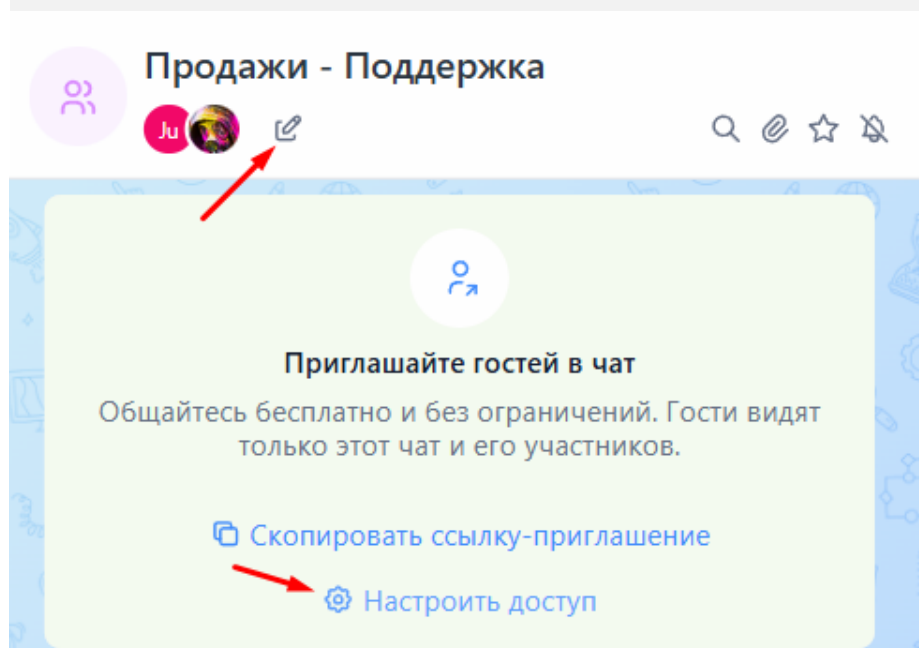 Продажи - Поддержка
Ju
Приглашайте гостей в чат
Общайтесь бесплатно и без ограничений. Гости видят
только этот чат и его участников.
Скопировать ссылку-приглашение
Настроить доступ